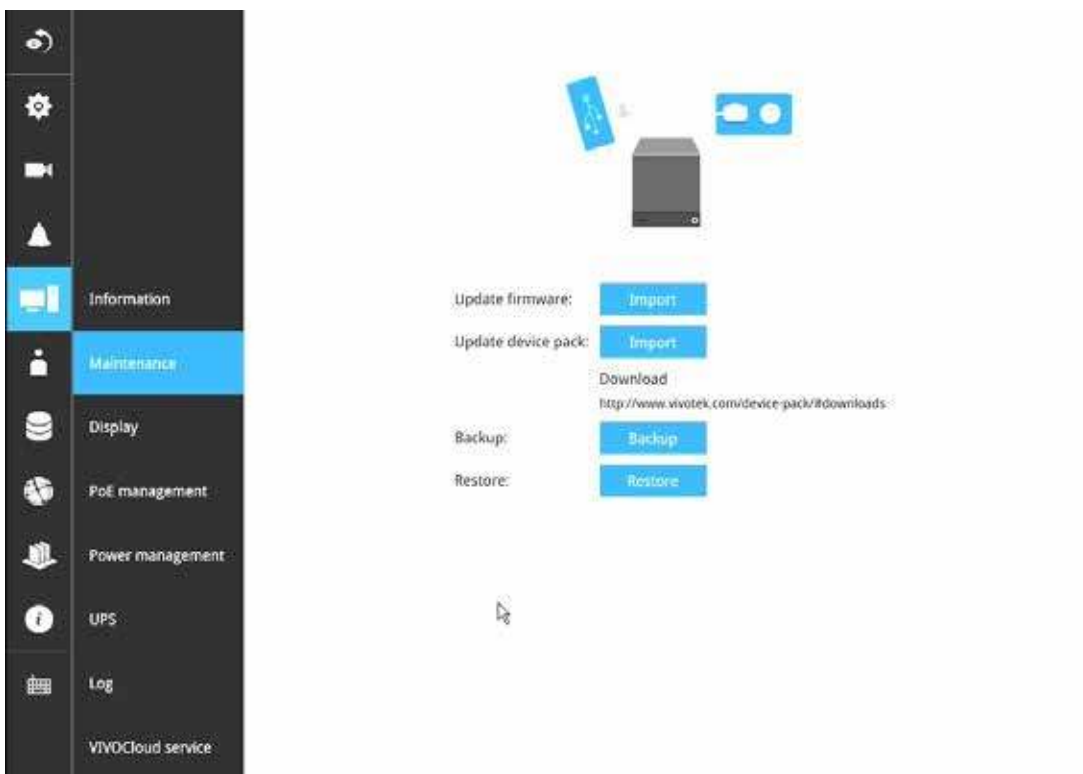 Information
Maintenance
Display
PoE management
Power management
UPS
Log
VIVOCloud service
Update firmware: Import
Update device pack: Import
Download
http://www.vivotek.com/device-pack/#downloads
Backup: Backup
Restore: Restore